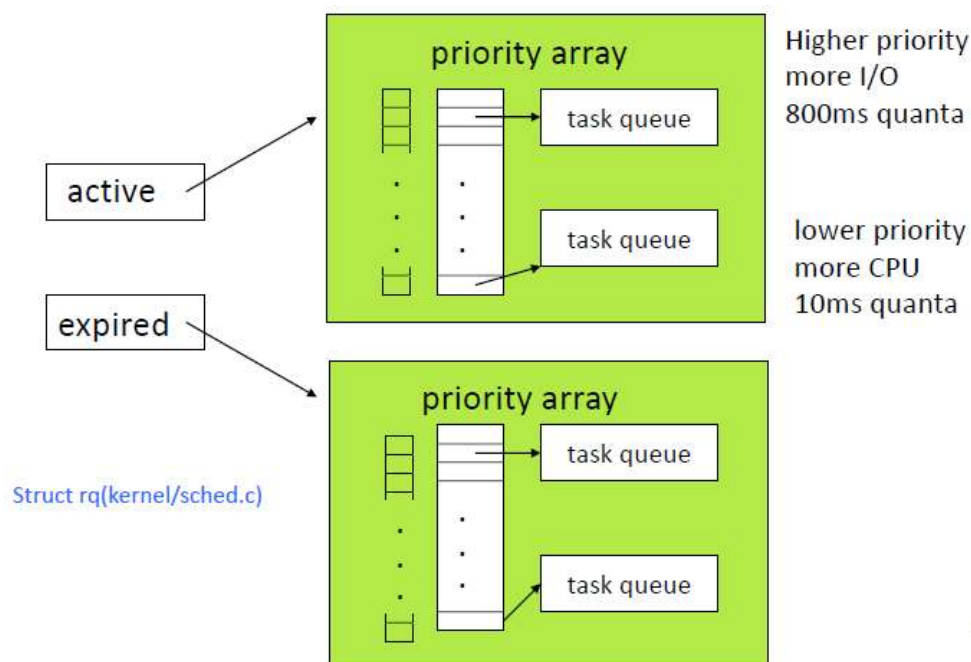 priority array
Higher priority
more I/O
800ms quanta
task queue
active
task queue
lower priority
more CPU
10ms quanta
expired
priority array
task queue
Struct rq(kernel/sched.c)
task queue